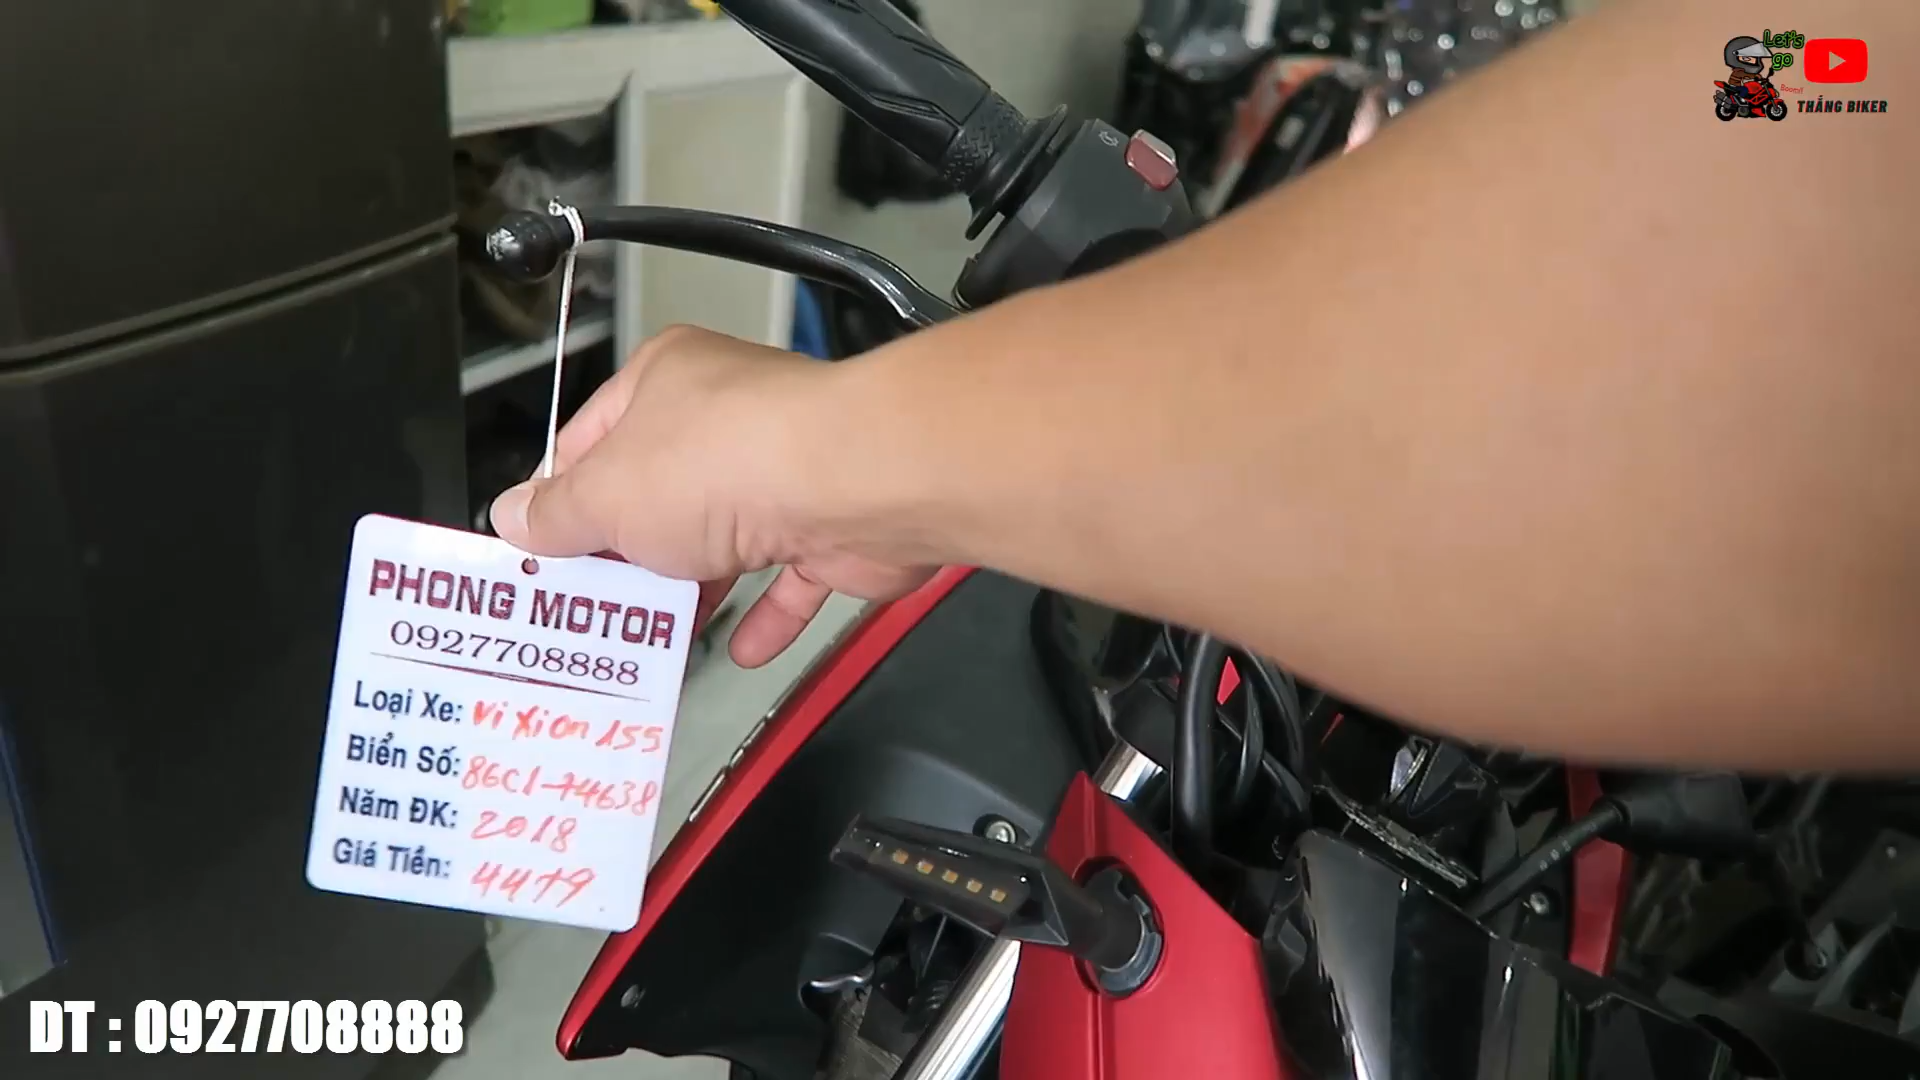 Let's
go
Boom!!
THẮNG BIKER
PHONG MOTOR
0927708888
Loại Xe: Vixion 155
Biển Số: 86C1-74638
Năm ĐK: 2018
Giá Tiền: 44t9
DT : 0927708888